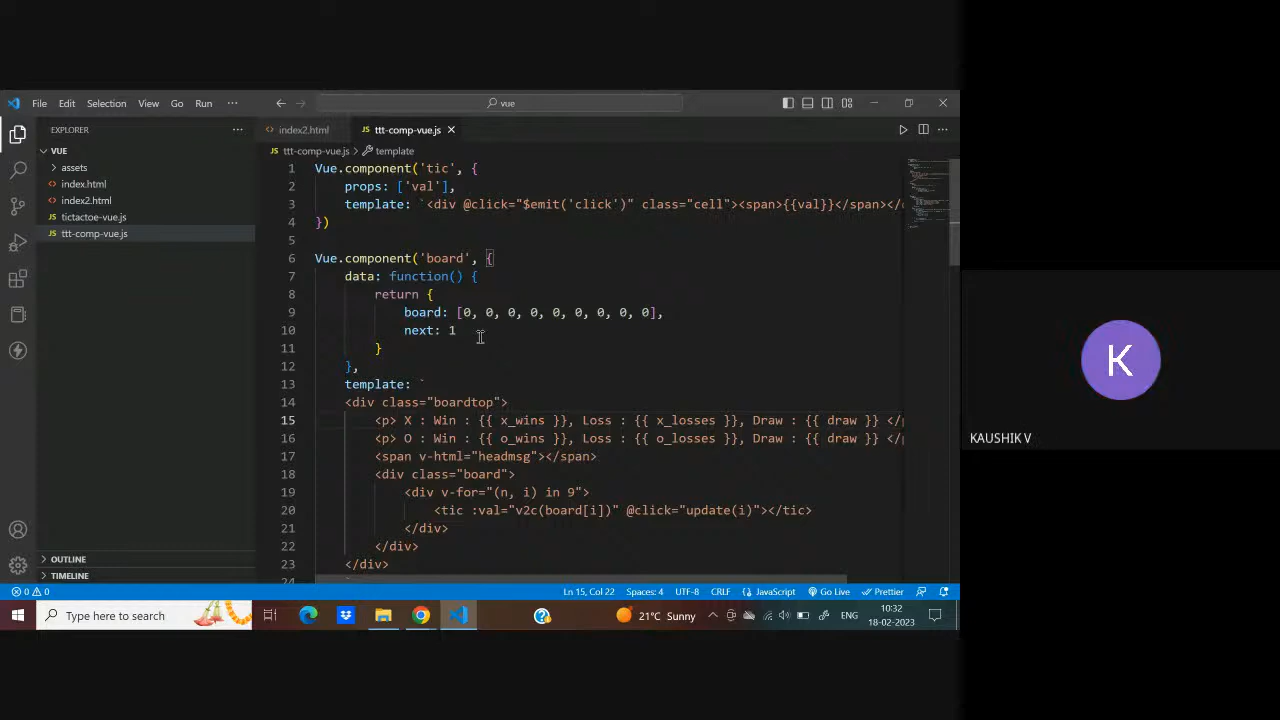 File Edit Selection View Go Run ··· vue
EXPLORER ···
index2.html JS ttt-comp-vue.js
VUE
assets
index.html
index2.html
JS tictactoe-vue.js
JS ttt-comp-vue.js
OUTLINE
TIMELINE
JS ttt-comp-vue.js > template
1 Vue.component('tic', {
2 props: ['val'],
3 template: `<div @click="$emit('click')" class="cell"><span>{{val}}</span></
4 })
5
6 Vue.component('board', {
7 data: function() {
8 return {
9 board: [0, 0, 0, 0, 0, 0, 0, 0, 0],
10 next: 1
11 }
12 },
13 template: `
14 <div class="boardtop">
15 <p> X : Win : {{ x_wins }}, Loss : {{ x_losses }}, Draw : {{ draw }} </
16 <p> O : Win : {{ o_wins }}, Loss : {{ o_losses }}, Draw : {{ draw }} </
17 <span v-html="headmsg"></span>
18 <div class="board">
19 <div v-for="(n, i) in 9">
20 <tic :val="v2c(board[i])" @click="update(i)"></tic>
21 </div>
22 </div>
23 </div>
0 0 Ln 15, Col 22 Spaces: 4 UTF-8 CRLF {} JavaScript Go Live Prettier
Type here to search 21°C Sunny ENG 10:32
18-02-2023
K
KAUSHIK V